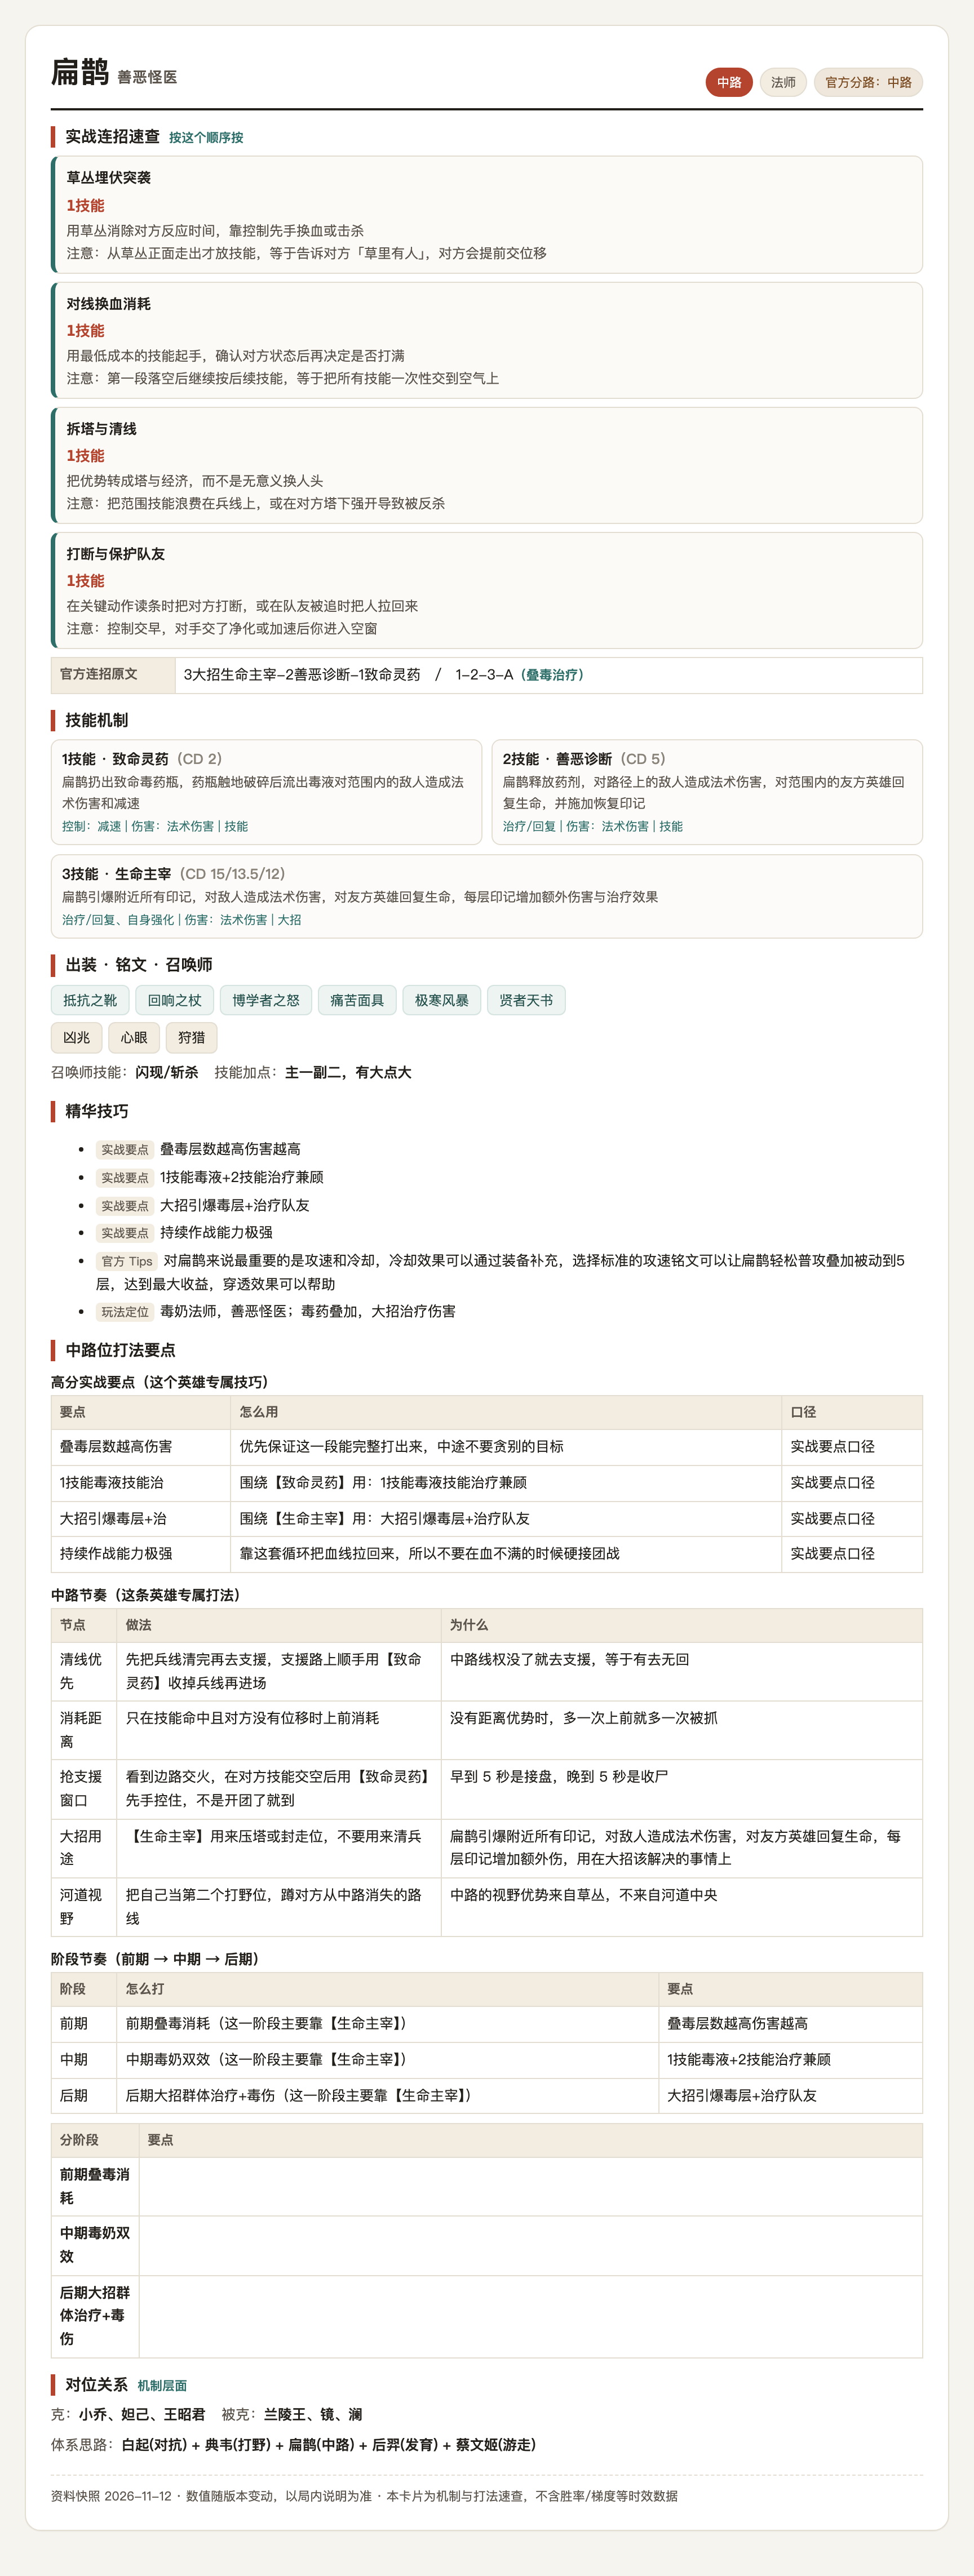 扁鹊 善恶怪医
中路 法师 官方分路：中路
实战连招速查 按这个顺序按
草丛埋伏突袭
1技能
用草丛消除对方反应时间，靠控制先手换血或击杀
注意：从草丛正面走出才放技能，等于告诉对方「草里有人」，对方会提前交位移
对线换血消耗
1技能
用最低成本的技能起手，确认对方状态后再决定是否打满
注意：第一段落空后继续按后续技能，等于把所有技能一次性交到空气上
拆塔与清线
1技能
把优势转成塔与经济，而不是无意义换人头
注意：把范围技能浪费在兵线上，或在对方塔下强开导致被反杀
打断与保护队友
1技能
在关键动作读条时把对方打断，或在队友被追时把人拉回来
注意：控制交早，对手交了净化或加速后你进入空窗
官方连招原文 3大招生命主宰–2善恶诊断–1致命灵药 / 1–2–3–A（叠毒治疗）
技能机制
1技能 · 致命灵药（CD 2）
扁鹊扔出致命毒药瓶，药瓶触地破碎后流出毒液对范围内的敌人造成法
术伤害和减速
控制：减速 | 伤害：法术伤害 | 技能
2技能 · 善恶诊断（CD 5）
扁鹊释放药剂，对路径上的敌人造成法术伤害，对范围内的友方英雄回
复生命，并施加恢复印记
治疗/回复 | 伤害：法术伤害 | 技能
3技能 · 生命主宰（CD 15/13.5/12）
扁鹊引爆附近所有印记，对敌人造成法术伤害，对友方英雄回复生命，每层印记增加额外伤害与治疗效果
治疗/回复、自身强化 | 伤害：法术伤害 | 大招
出装 · 铭文 · 召唤师
抵抗之靴 回响之杖 博学者之怒 痛苦面具 极寒风暴 贤者天书
凶兆 心眼 狩猎
召唤师技能：闪现/斩杀 技能加点：主一副二，有大点大
精华技巧
• 实战要点 叠毒层数越高伤害越高
• 实战要点 1技能毒液+2技能治疗兼顾
• 实战要点 大招引爆毒层+治疗队友
• 实战要点 持续作战能力极强
• 官方 Tips 对扁鹊来说最重要的是攻速和冷却，冷却效果可以通过装备补充，选择标准的攻速铭文可以让扁鹊轻松普攻叠加被动到5
层，达到最大收益，穿透效果可以帮助
• 玩法定位 毒奶法师，善恶怪医；毒药叠加，大招治疗伤害
中路位打法要点
高分实战要点（这个英雄专属技巧）
要点 怎么用 口径
叠毒层数越高伤害 优先保证这一段能完整打出来，中途不要贪别的目标 实战要点口径
1技能毒液技能治 围绕【致命灵药】用：1技能毒液技能治疗兼顾 实战要点口径
大招引爆毒层+治 围绕【生命主宰】用：大招引爆毒层+治疗队友 实战要点口径
持续作战能力极强 靠这套循环把血线拉回来，所以不要在血不满的时候硬接团战 实战要点口径
中路节奏（这条英雄专属打法）
节点 做法 为什么
清线优
先
先把兵线清完再去支援，支援路上顺手用【致命
灵药】收掉兵线再进场
中路线权没了就去支援，等于有去无回
消耗距
离
只在技能命中且对方没有位移时上前消耗
没有距离优势时，多一次上前就多一次被抓
抢支援
窗口
看到边路交火，在对方技能交空后用【致命灵药】
先手控住，不是开团了就到
早到 5 秒是接盘，晚到 5 秒是收尸
大招用
途
【生命主宰】用来压塔或封走位，不要用来清兵
扁鹊引爆附近所有印记，对敌人造成法术伤害，对友方英雄回复生命，每
层印记增加额外伤，用在大招该解决的事情上
河道视
野
把自己当第二个打野位，蹲对方从中路消失的路
线
中路的视野优势来自草丛，不来自河道中央
阶段节奏（前期 → 中期 → 后期）
阶段 怎么打 要点
前期 前期叠毒消耗（这一阶段主要靠【生命主宰】） 叠毒层数越高伤害越高
中期 中期毒奶双效（这一阶段主要靠【生命主宰】） 1技能毒液+2技能治疗兼顾
后期 后期大招群体治疗+毒伤（这一阶段主要靠【生命主宰】） 大招引爆毒层+治疗队友
分阶段 要点
前期叠毒消
耗
中期毒奶双
效
后期大招群
体治疗+毒
伤
对位关系 机制层面
克：小乔、妲己、王昭君 被克：兰陵王、镜、澜
体系思路：白起(对抗) + 典韦(打野) + 扁鹊(中路) + 后羿(发育) + 蔡文姬(游走)
资料快照 2026–11–12 · 数值随版本变动，以局内说明为准 · 本卡片为机制与打法速查，不含胜率/梯度等时效数据